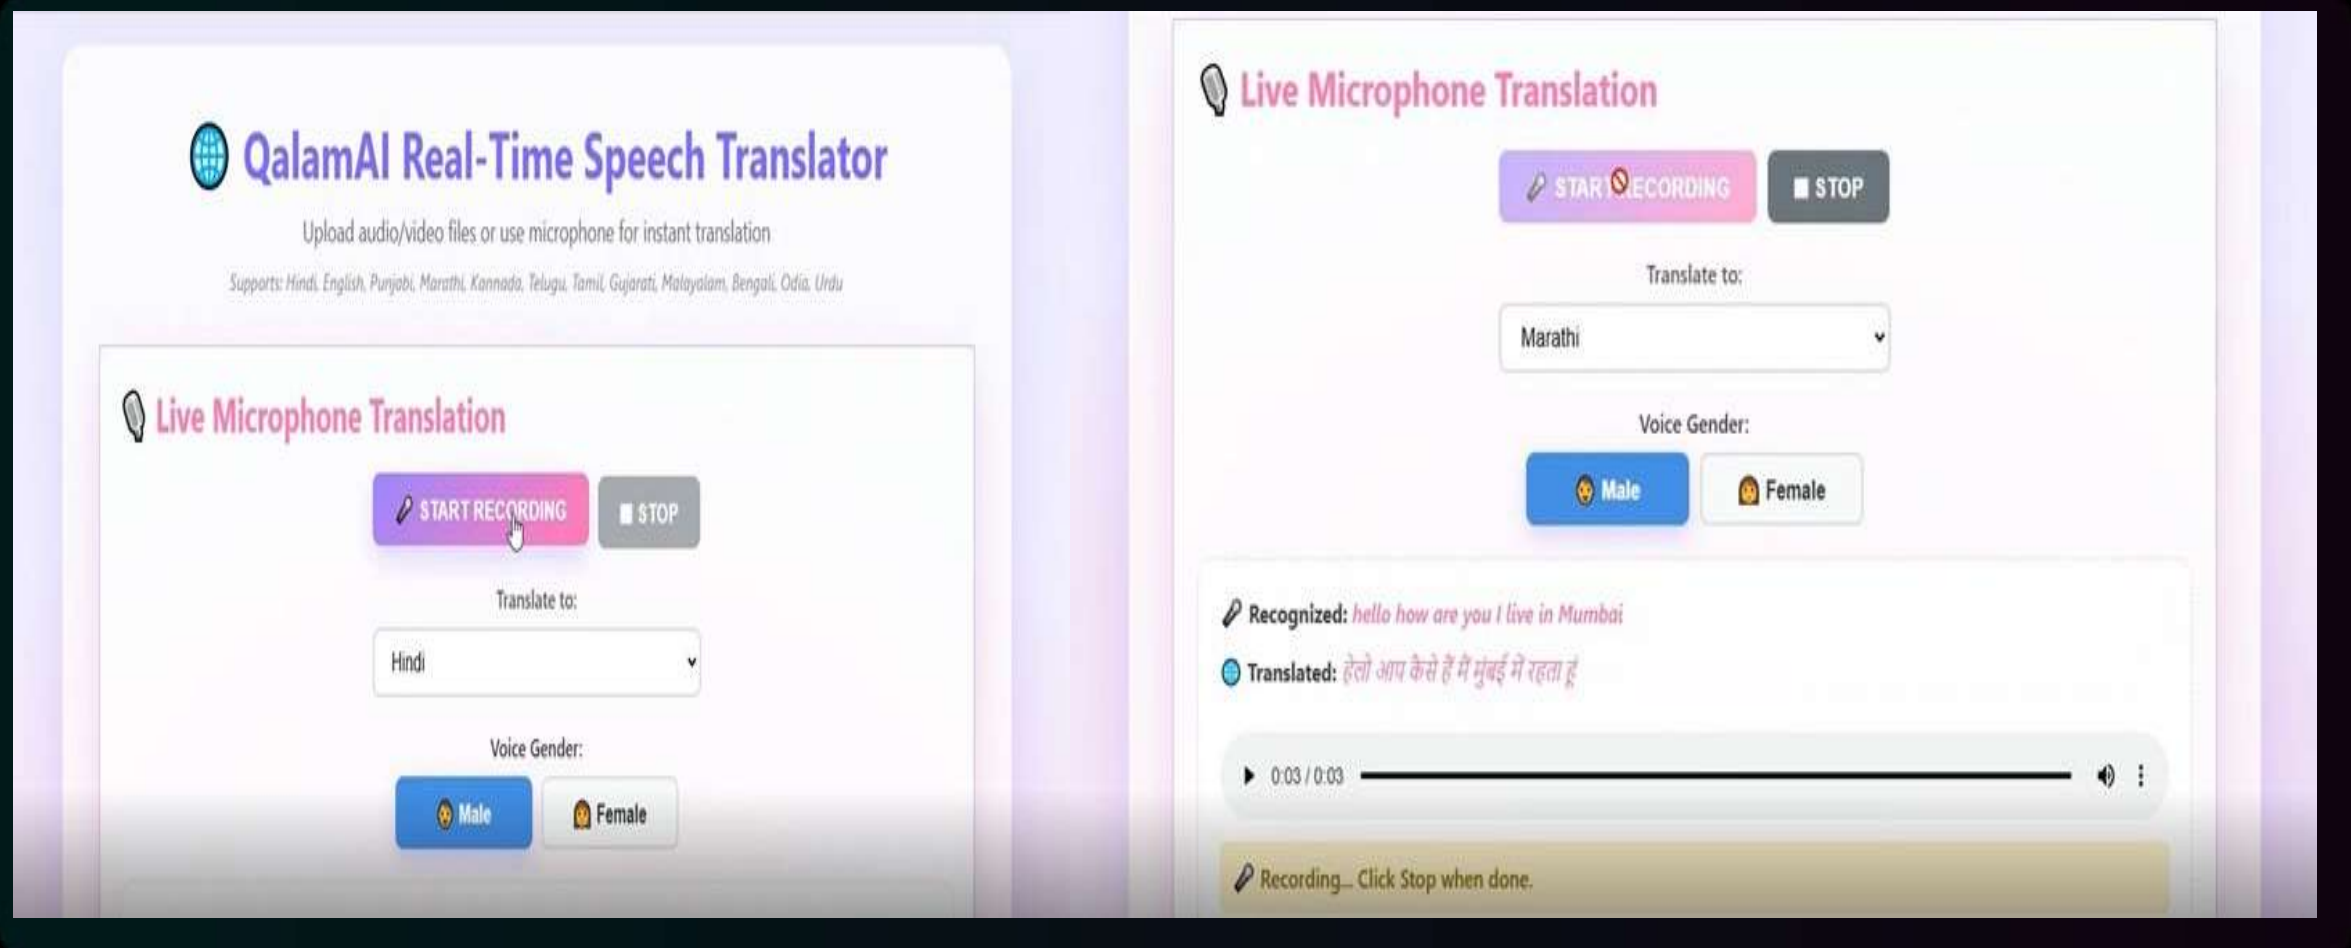 QalamAI Real-Time Speech Translator
Upload audio/video files or use microphone for instant translation
Supports: Hindi, English, Punjabi, Marathi, Kannada, Telugu, Tamil, Gujarati, Malayalam, Bengali, Odia, Urdu
Live Microphone Translation
START RECORDING
STOP
Translate to:
Hindi
Voice Gender:
Male
Female
Live Microphone Translation
START RECORDING
STOP
Translate to:
Marathi
Voice Gender:
Male
Female
Recognized: hello how are you I live in Mumbai
Translated: हेलो आप कैसे हैं मैं मुंबई में रहता हूं
0:03 / 0:03
Recording... Click Stop when done.